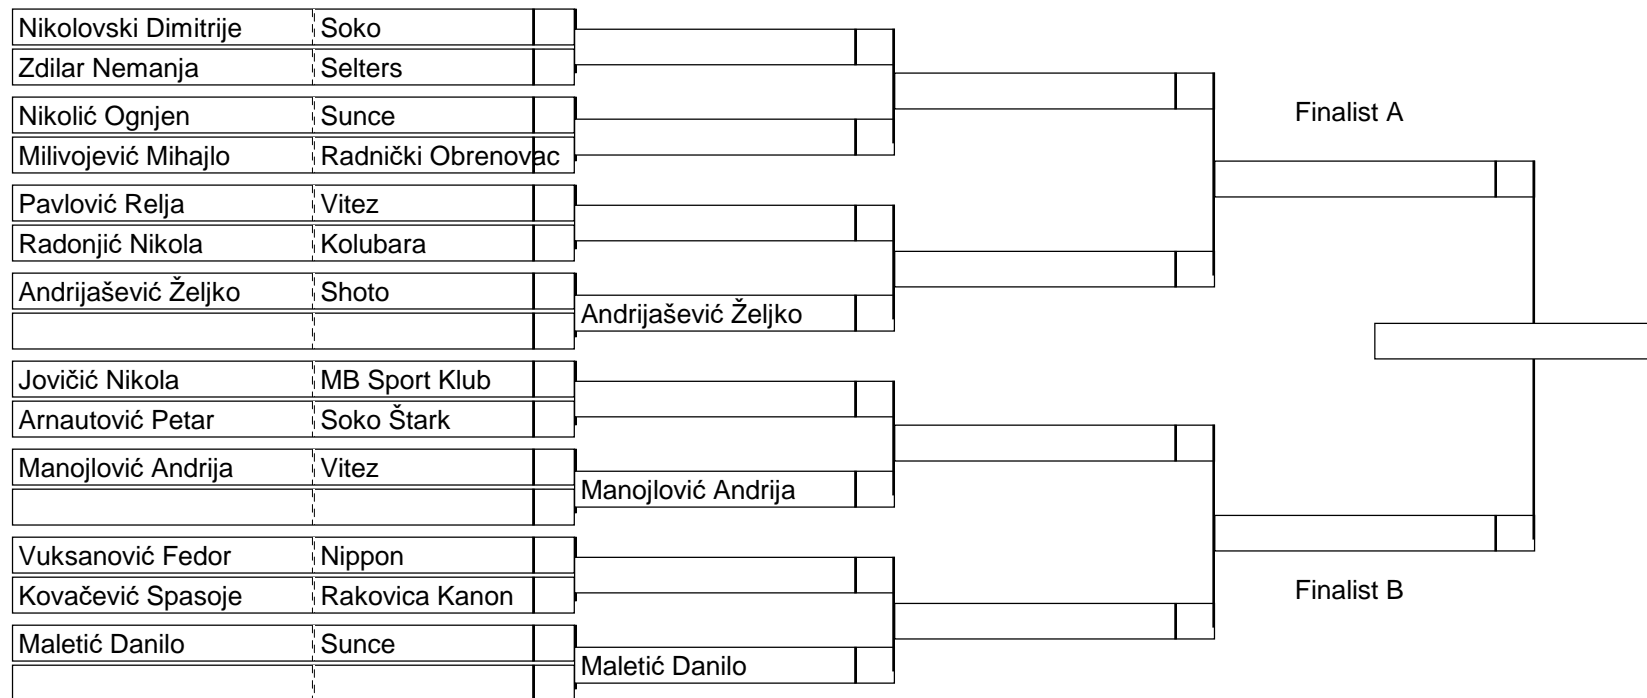 Nikolovski Dimitrije Soko
Zdilar Nemanja Selters
Nikolić Ognjen Sunce
Finalist A
Milivojević Mihajlo Radnički Obrenovac
Pavlović Relja Vitez
Radonjić Nikola Kolubara
Andrijašević Željko Shoto
Andrijašević Željko
Jovičić Nikola MB Sport Klub
Arnautović Petar Soko Štark
Manojlović Andrija Vitez
Manojlović Andrija
Vuksanović Fedor Nippon
Kovačević Spasoje Rakovica Kanon
Finalist B
Maletić Danilo Sunce
Maletić Danilo